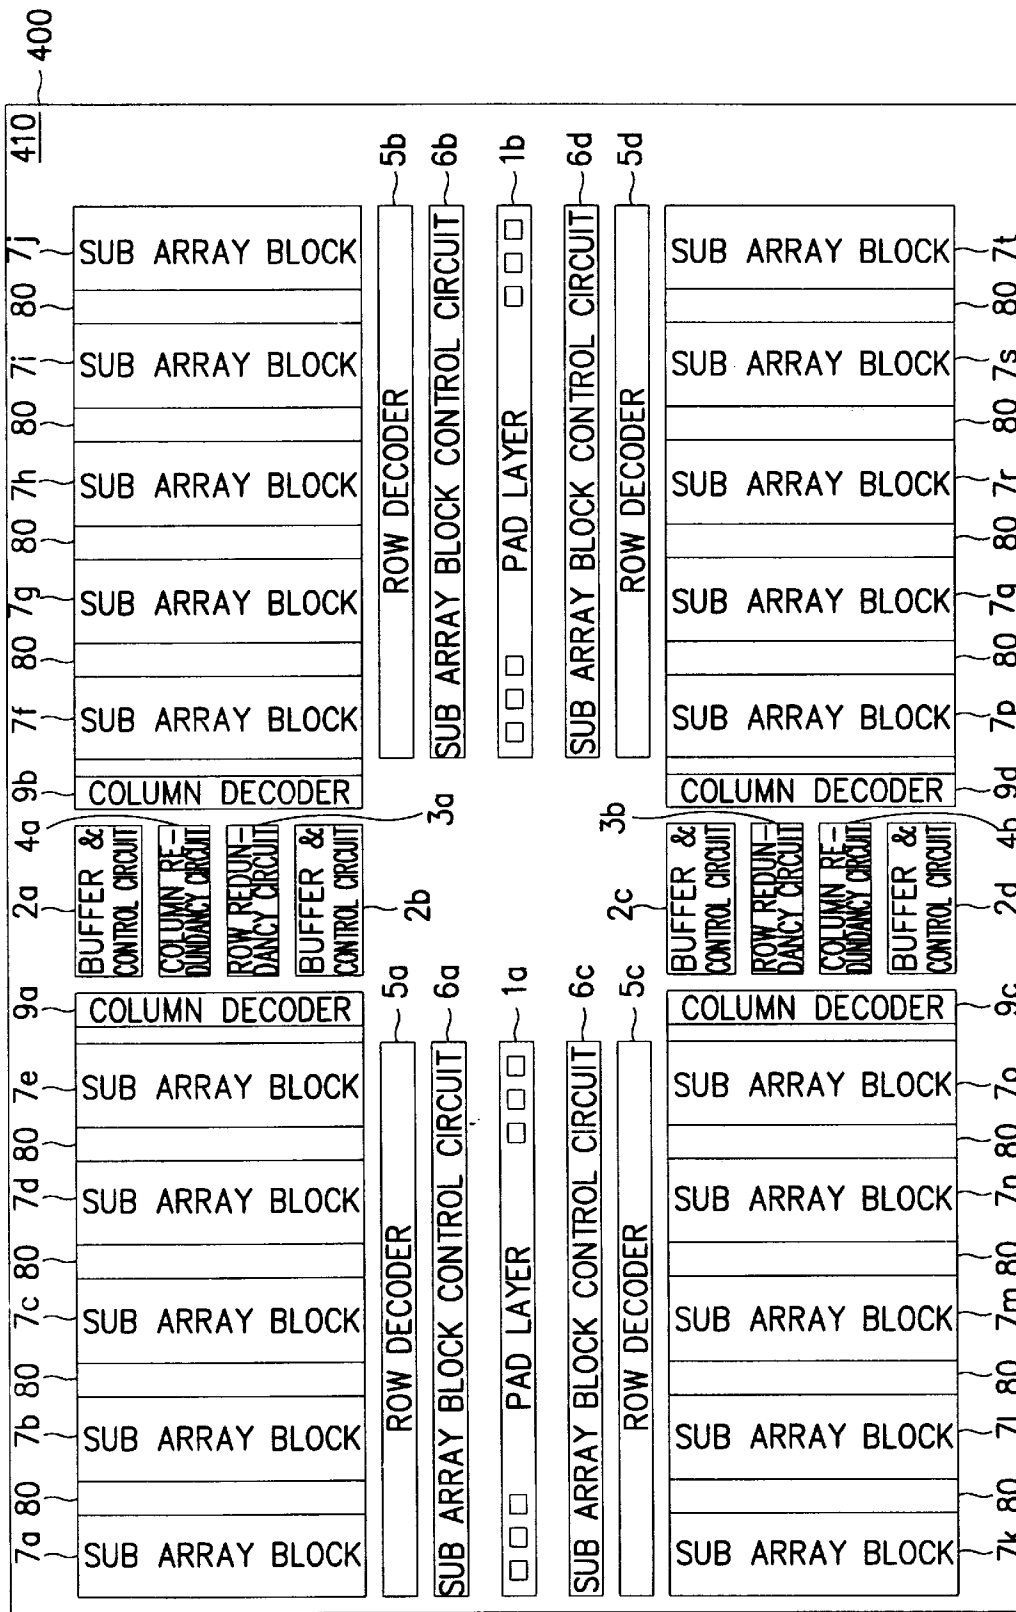 400
410
7j
80
7i
80
7h
80
7g
80
7f
9b
SUB ARRAY BLOCK
SUB ARRAY BLOCK
SUB ARRAY BLOCK
SUB ARRAY BLOCK
SUB ARRAY BLOCK
COLUMN DECODER
ROW DECODER
5b
SUB ARRAY BLOCK CONTROL CIRCUIT
6b
PAD LAYER
1b
SUB ARRAY BLOCK CONTROL CIRCUIT
6d
ROW DECODER
5d
SUB ARRAY BLOCK
SUB ARRAY BLOCK
SUB ARRAY BLOCK
SUB ARRAY BLOCK
SUB ARRAY BLOCK
COLUMN DECODER
7t
80
7s
80
7r
80
7q
80
7p
9d
4a
2a
BUFFER &
CONTROL CIRCUIT
COLUMN RE-
DUNDANCY CIRCUIT
ROW REDUN-
DANCY CIRCUIT
3a
BUFFER &
CONTROL CIRCUIT
2b
3b
2c
BUFFER &
CONTROL CIRCUIT
ROW REDUN-
DANCY CIRCUIT
COLUMN RE-
DUNDANCY CIRCUIT
4b
BUFFER &
CONTROL CIRCUIT
2d
9a
7e
80
7d
80
7c
80
7b
80
7a
COLUMN DECODER
SUB ARRAY BLOCK
SUB ARRAY BLOCK
SUB ARRAY BLOCK
SUB ARRAY BLOCK
SUB ARRAY BLOCK
5a
ROW DECODER
6a
SUB ARRAY BLOCK CONTROL CIRCUIT
1a
PAD LAYER
6c
SUB ARRAY BLOCK CONTROL CIRCUIT
5c
ROW DECODER
COLUMN DECODER
SUB ARRAY BLOCK
SUB ARRAY BLOCK
SUB ARRAY BLOCK
SUB ARRAY BLOCK
SUB ARRAY BLOCK
9c
7o
80
7n
80
7m
80
7l
80
7k